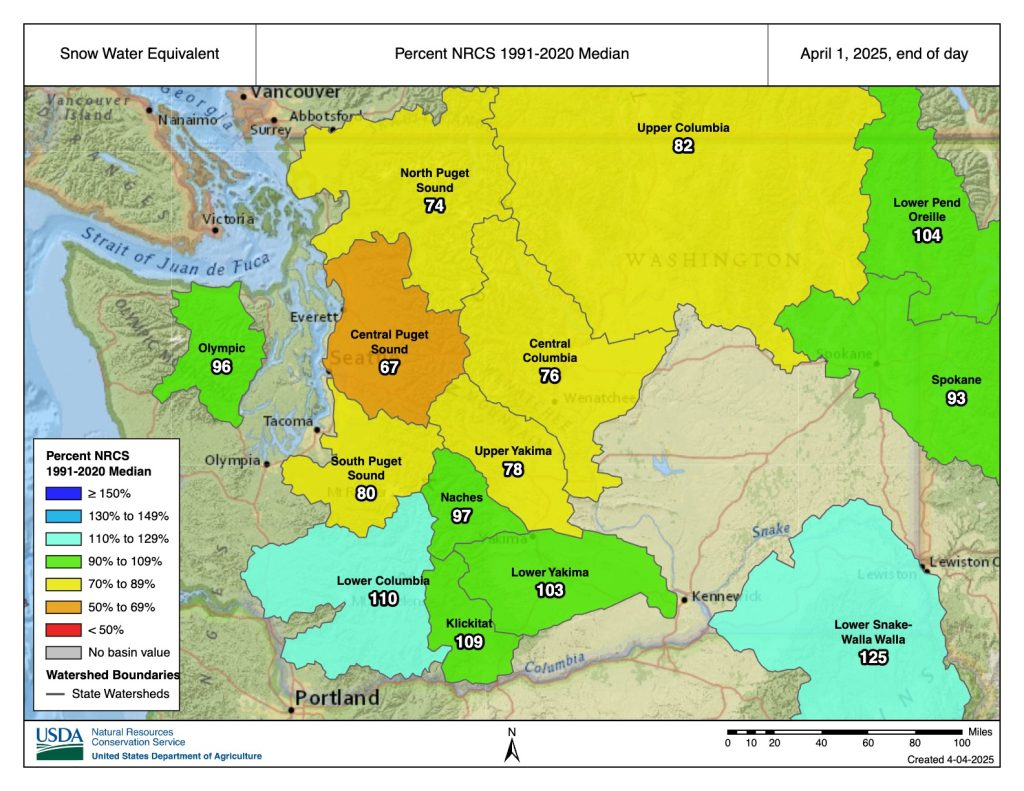 Snow Water Equivalent
Percent NRCS 1991-2020 Median
April 1, 2025, end of day
Georgia
Vancouver
Vancouver
Island
Nanaimo
Abbotsford
Surrey
Upper Columbia
82
North Puget
Sound
74
Lower Pend
Oreille
104
Victoria
Strait of Juan de Fuca
WASHINGTON
Everett
Olympic
96
Central Puget
Sound
67
Central
Columbia
76
Spokane
Spokane
93
Wenatchee
Tacoma
Olympia
South Puget
Sound
80
Upper Yakima
78
Naches
97
Yakima
Snake
Lewiston
Lewiston O
Lower Columbia
110
Lower Yakima
103
Kennewick
Klickitat
109
Lower Snake-
Walla Walla
125
Columbia
Portland
Percent NRCS
1991-2020 Median
≥ 150%
130% to 149%
110% to 129%
90% to 109%
70% to 89%
50% to 69%
< 50%
No basin value
Watershed Boundaries
State Watersheds
USDA
Natural Resources
Conservation Service
United States Department of Agriculture
N
Miles
0 10 20 40 60 80 100
Created 4-04-2025